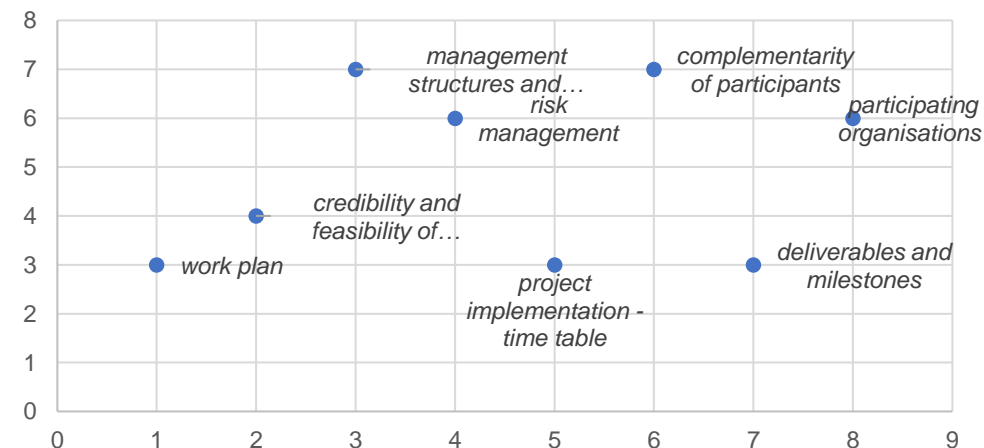 8
7
6
5
4
3
2
1
0
management
structures and…
risk
management
complementarity
of participants
participating
organisations
credibility and
feasibility of…
work plan
project
implementation -
time table
deliverables and
milestones
0 1 2 3 4 5 6 7 8 9